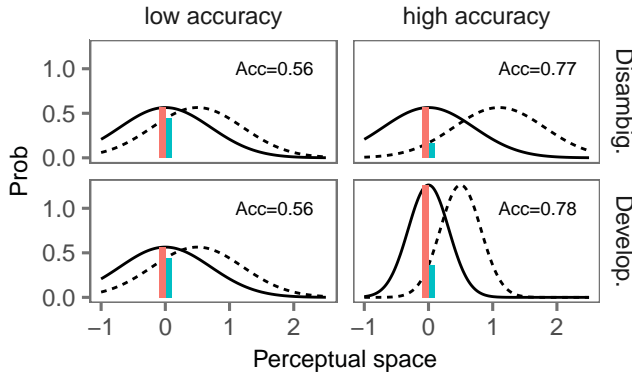 low accuracy
high accuracy
1.0
0.5
0.0
Acc=0.56
Acc=0.77
Disambig.
Prob
1.0
0.5
0.0
Acc=0.56
Acc=0.78
Develop.
−1 0 1 2
−1 0 1 2
Perceptual space